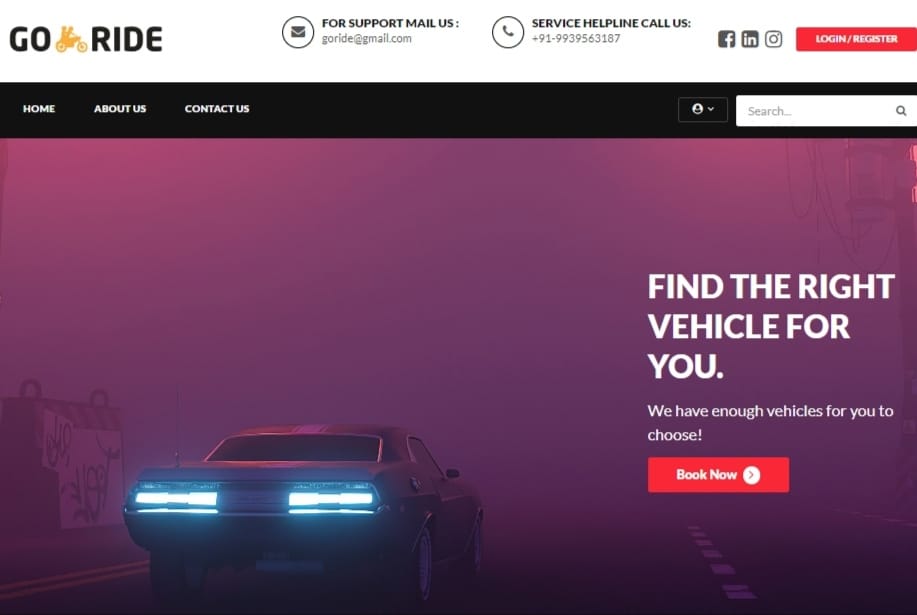 GO RIDE
FOR SUPPORT MAIL US :
goride@gmail.com
SERVICE HELPLINE CALL US:
+91-9939563187
LOGIN / REGISTER
HOME
ABOUT US
CONTACT US
Search...
FIND THE RIGHT
VEHICLE FOR
YOU.
We have enough vehicles for you to
choose!
Book Now